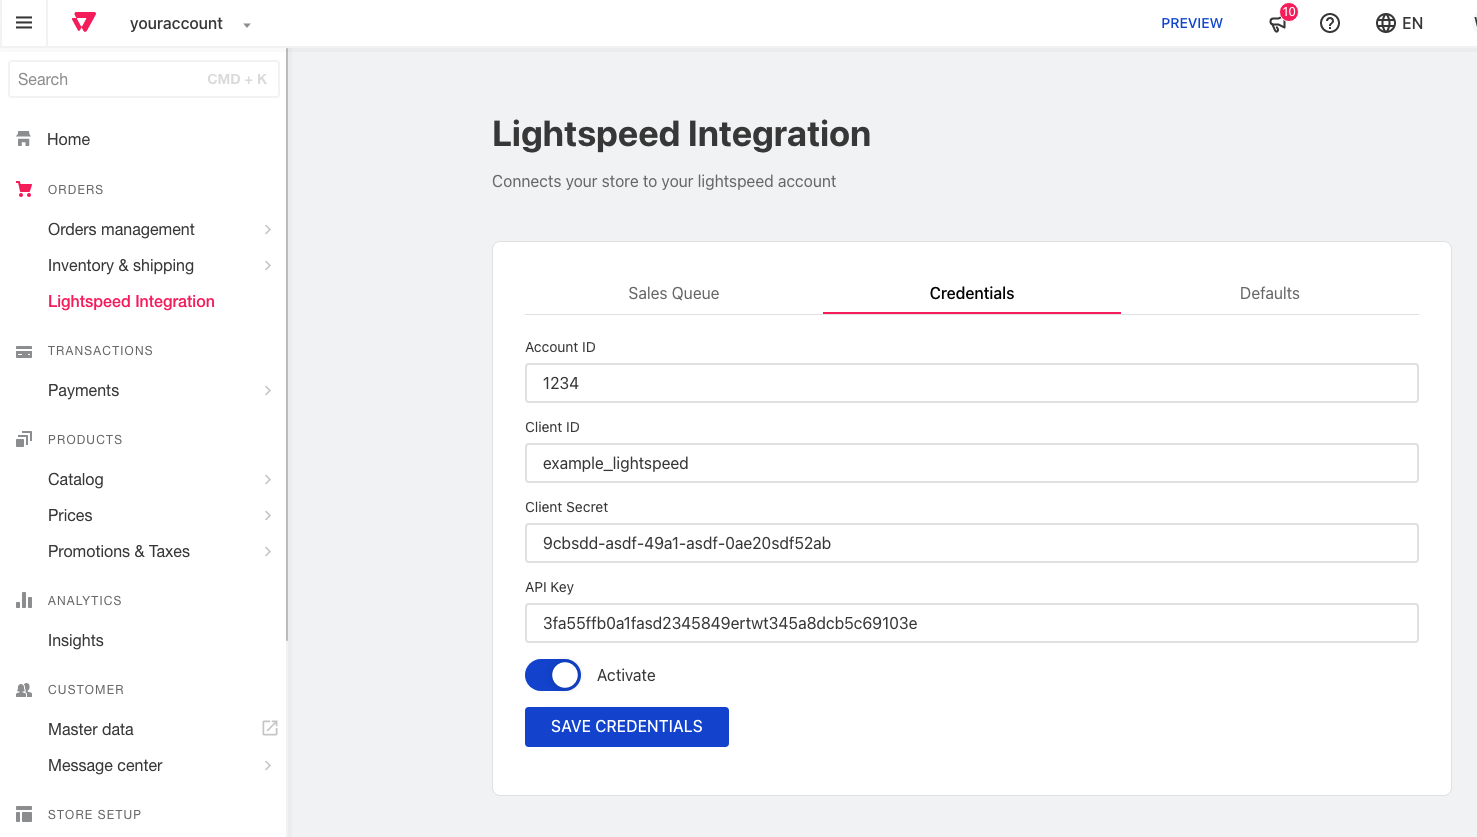 youraccount
PREVIEW
10
EN
Search CMD + K
Home
ORDERS
Orders management
Inventory & shipping
Lightspeed Integration
TRANSACTIONS
Payments
PRODUCTS
Catalog
Prices
Promotions & Taxes
ANALYTICS
Insights
CUSTOMER
Master data
Message center
STORE SETUP
Lightspeed Integration
Connects your store to your lightspeed account
Sales Queue Credentials Defaults
Account ID
1234
Client ID
example_lightspeed
Client Secret
9cbsdd-asdf-49a1-asdf-0ae20sdf52ab
API Key
3fa55ffb0a1fasd2345849ertwt345a8dcb5c69103e
Activate
SAVE CREDENTIALS